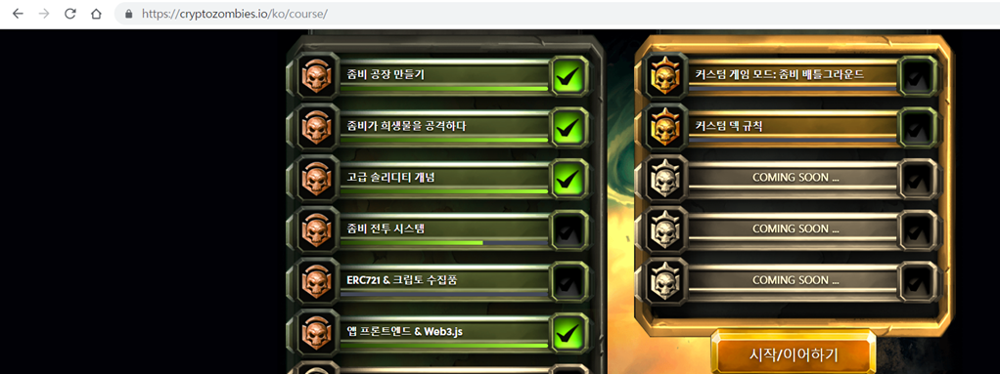 https://cryptozombies.io/ko/course/
좀비 공장 만들기
좀비가 희생물을 공격하다
고급 솔리디티 개념
좀비 전투 시스템
ERC721 & 크립토 수집품
앱 프론트엔드 & Web3.js
커스텀 게임 모드: 좀비 배틀그라운드
커스텀 덱 규칙
COMING SOON ...
COMING SOON ...
COMING SOON ...
시작/이어하기